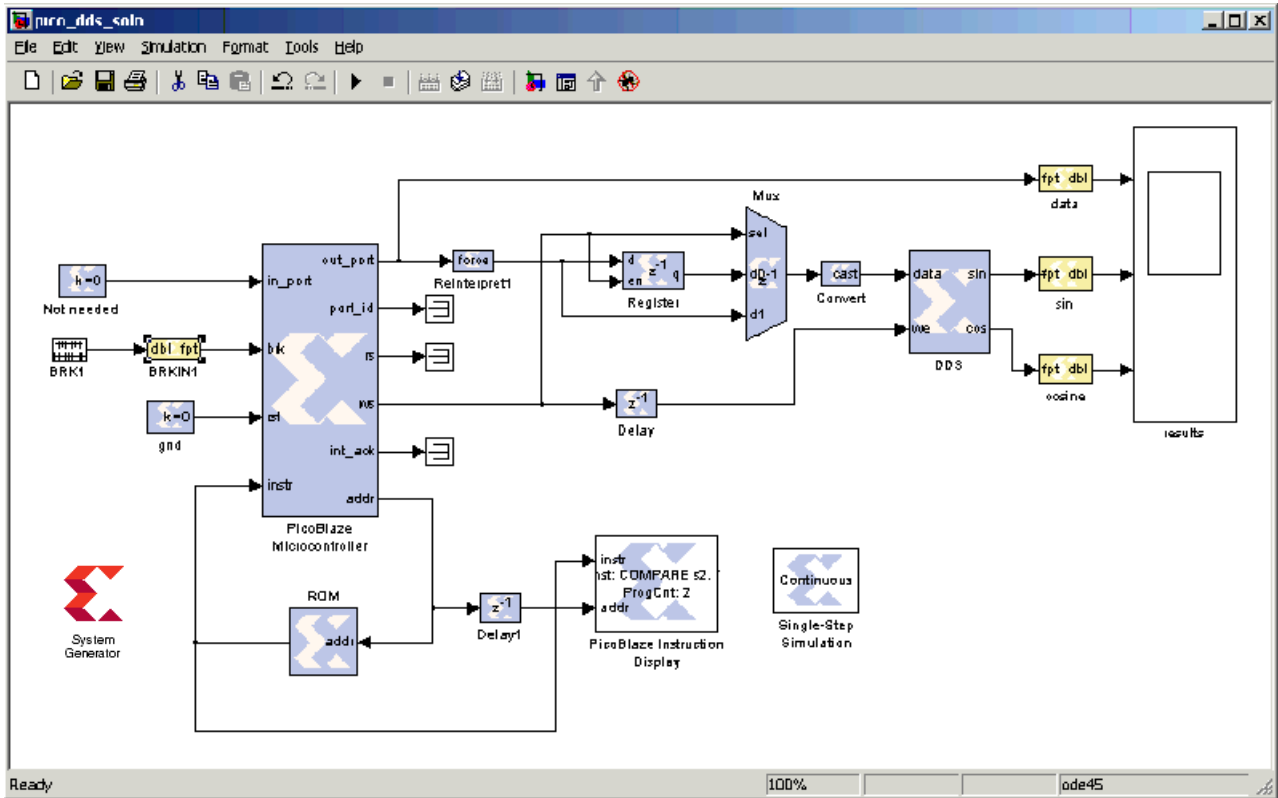 pico_dds_soln
File Edit View Simulation Format Tools Help
fpt dbl
data
Mux
out_port
in_port
k=0
Not needed
force
Reinterpret1
d
en
z-1
q
Register
sel
d0
z-1
d1
cast
Convert
data
sin
we
cos
DDS
fpt dbl
sin
fpt dbl
cosine
results
port_id
BRK1
dbl fpt
BRKIN1
brk
rs
k=0
gnd
rst
ws
z-1
Delay
int_ack
instr
addr
PicoBlaze
Microcontroller
System
Generator
ROM
addr
z-1
Delay1
instr
nst: COMPARE s2.
ProgCnt: 2
addr
PicoBlaze Instruction
Display
Continuous
Single-Step
Simulation
Ready
100%
ode45